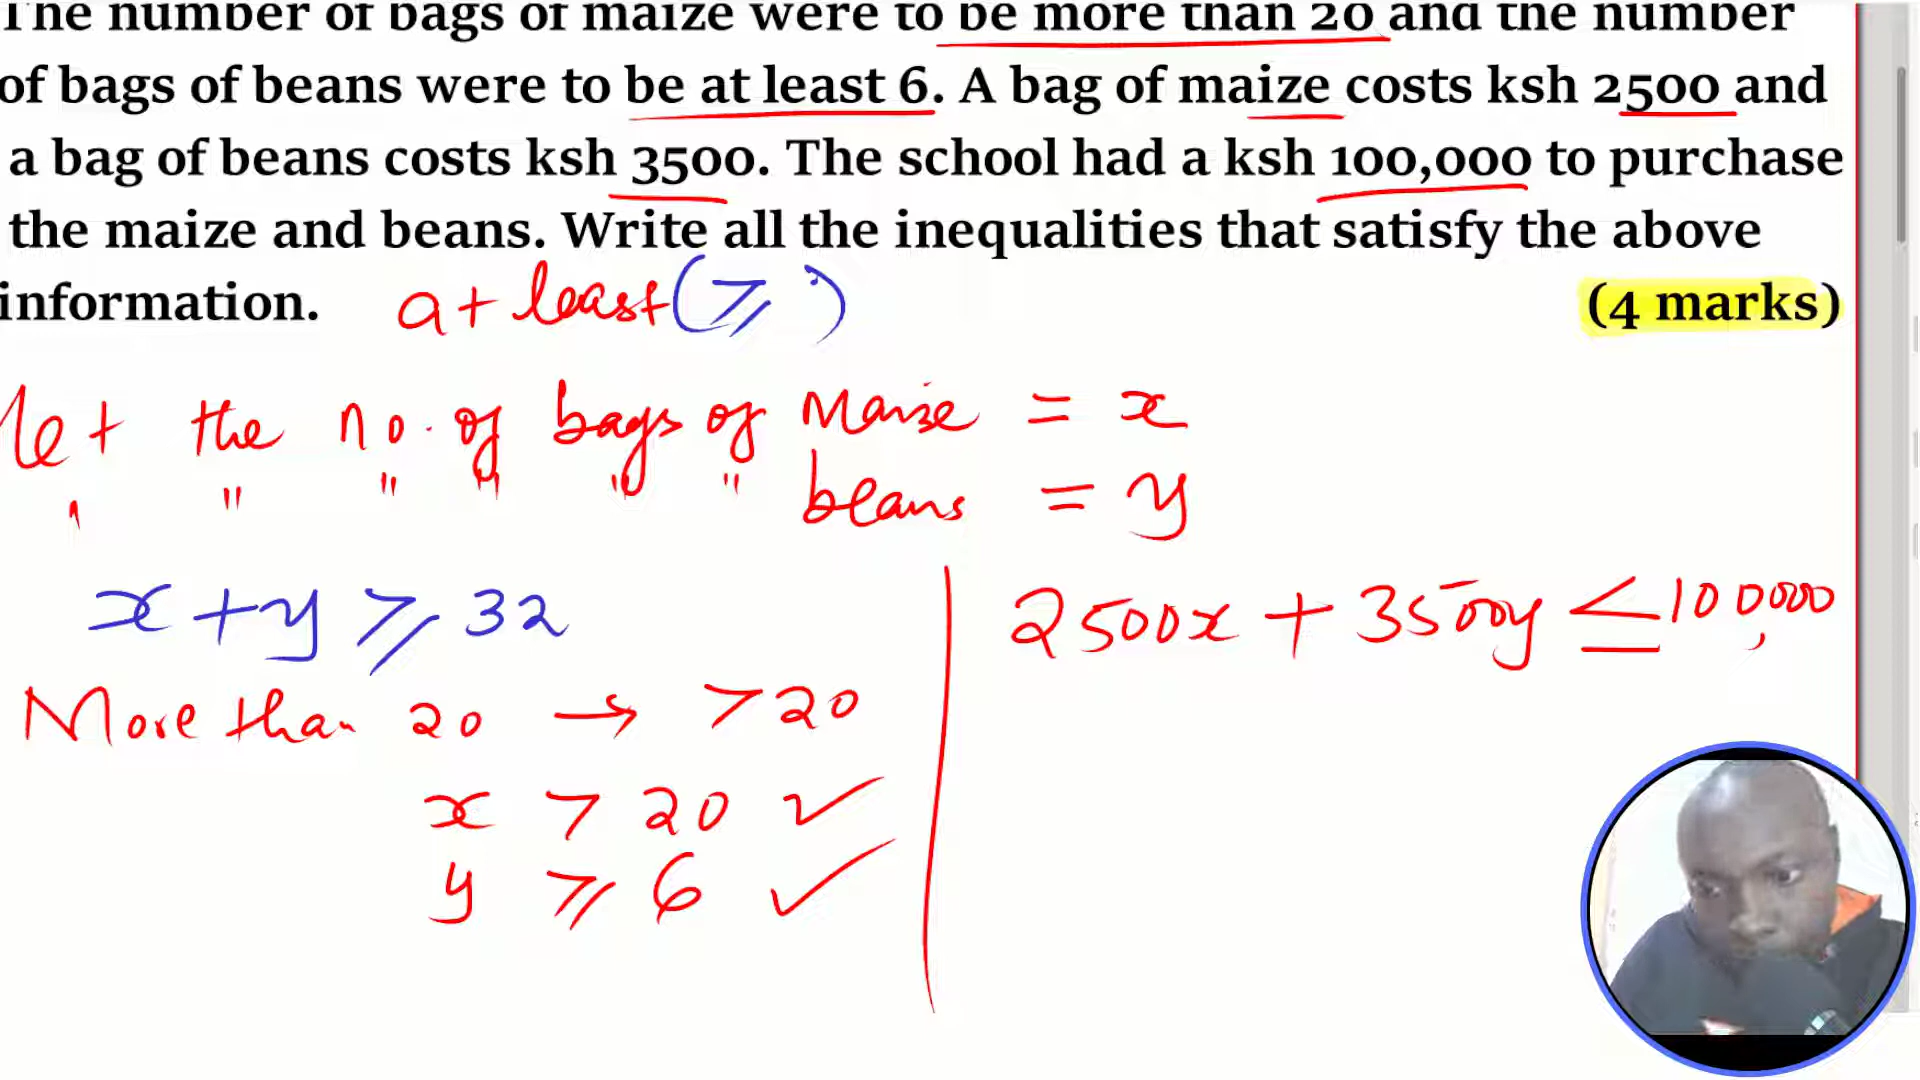 The number of bags of maize were to be more than 20 and the number
of bags of beans were to be at least 6. A bag of maize costs ksh 2500 and
a bag of beans costs ksh 3500. The school had a ksh 100,000 to purchase
the maize and beans. Write all the inequalities that satisfy the above
information. at least (⩾)
(4 marks)
let the no. of bags of Maize = x
" " " " " " beans = y
x + y ⩾ 32
2500x + 3500y ≤ 100,000
More than 20 → > 20
x > 20 ✓
y ⩾ 6 ✓